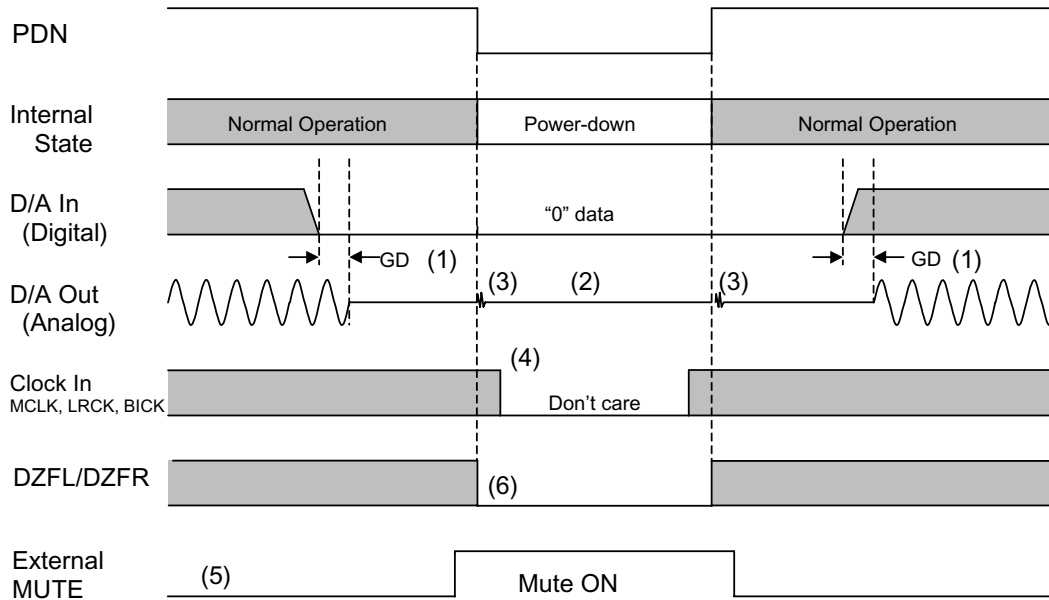 PDN
Internal
State
Normal Operation
Power-down
Normal Operation
D/A In
(Digital)
“0” data
GD
(1)
GD
(1)
D/A Out
(Analog)
(3)
(2)
(3)
Clock In
MCLK, LRCK, BICK
(4)
Don’t care
DZFL/DZFR
(6)
External
MUTE
(5)
Mute ON